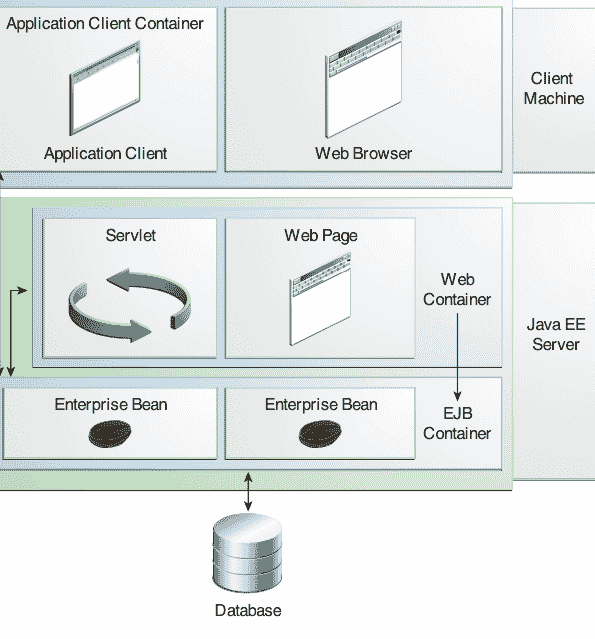 Application Client Container
Application Client
Web Browser
Client
Machine
Servlet
Web Page
Web
Container
Java EE
Server
Enterprise Bean
Enterprise Bean
EJB
Container
Database